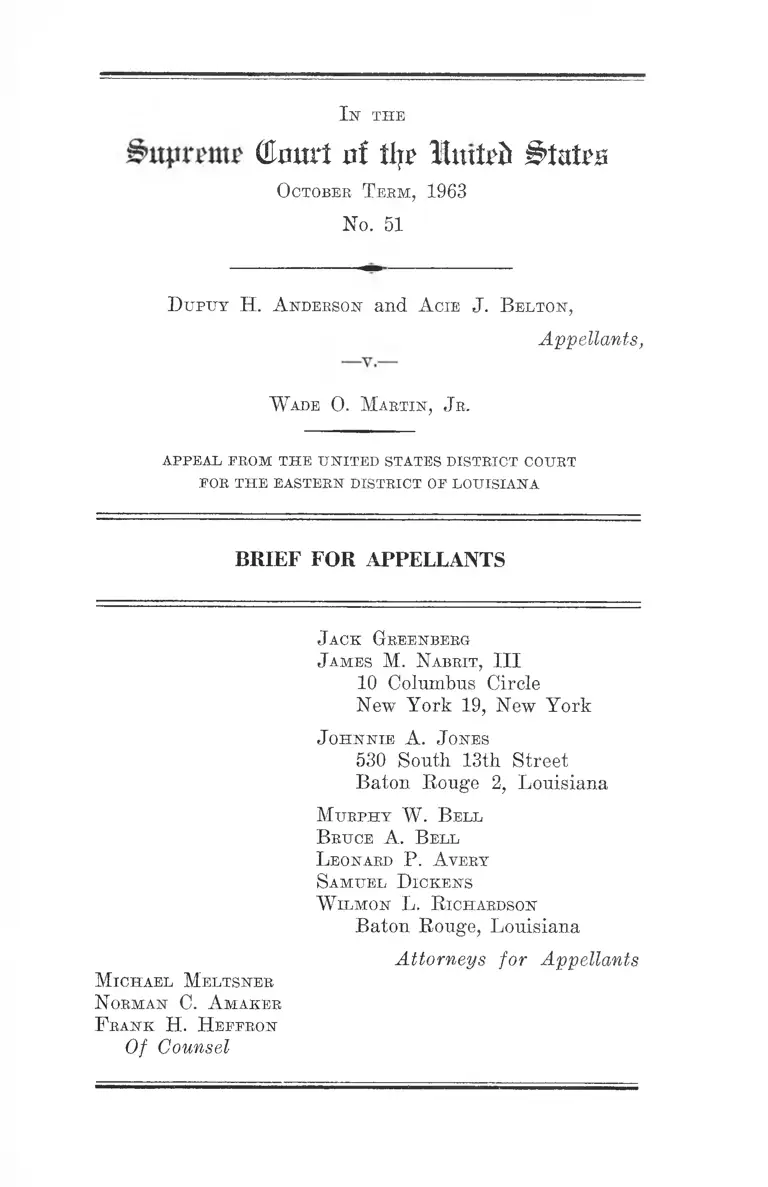 IN THE
Supreme Court of the United States
OCTOBER TERM, 1963
No. 51
DUPUY H. ANDERSON and ACIE J. BELTON,
Appellants,
—v.—
WADE O. MARTIN, JR.
APPEAL FROM THE UNITED STATES DISTRICT COURT
FOR THE EASTERN DISTRICT OF LOUISIANA
BRIEF FOR APPELLANTS
JACK GREENBERG
JAMES M. NABRIT, III
10 Columbus Circle
New York 19, New York
JOHNNIE A. JONES
530 South 13th Street
Baton Rouge 2, Louisiana
MURPHY W. BELL
BRUCE A. BELL
LEONARD P. AVERY
SAMUEL DICKENS
WILMON L. RICHARDSON
Baton Rouge, Louisiana
Attorneys for Appellants
MICHAEL MELTSNER
NORMAN C. AMAKER
FRANK H. HEFFRON
Of Counsel